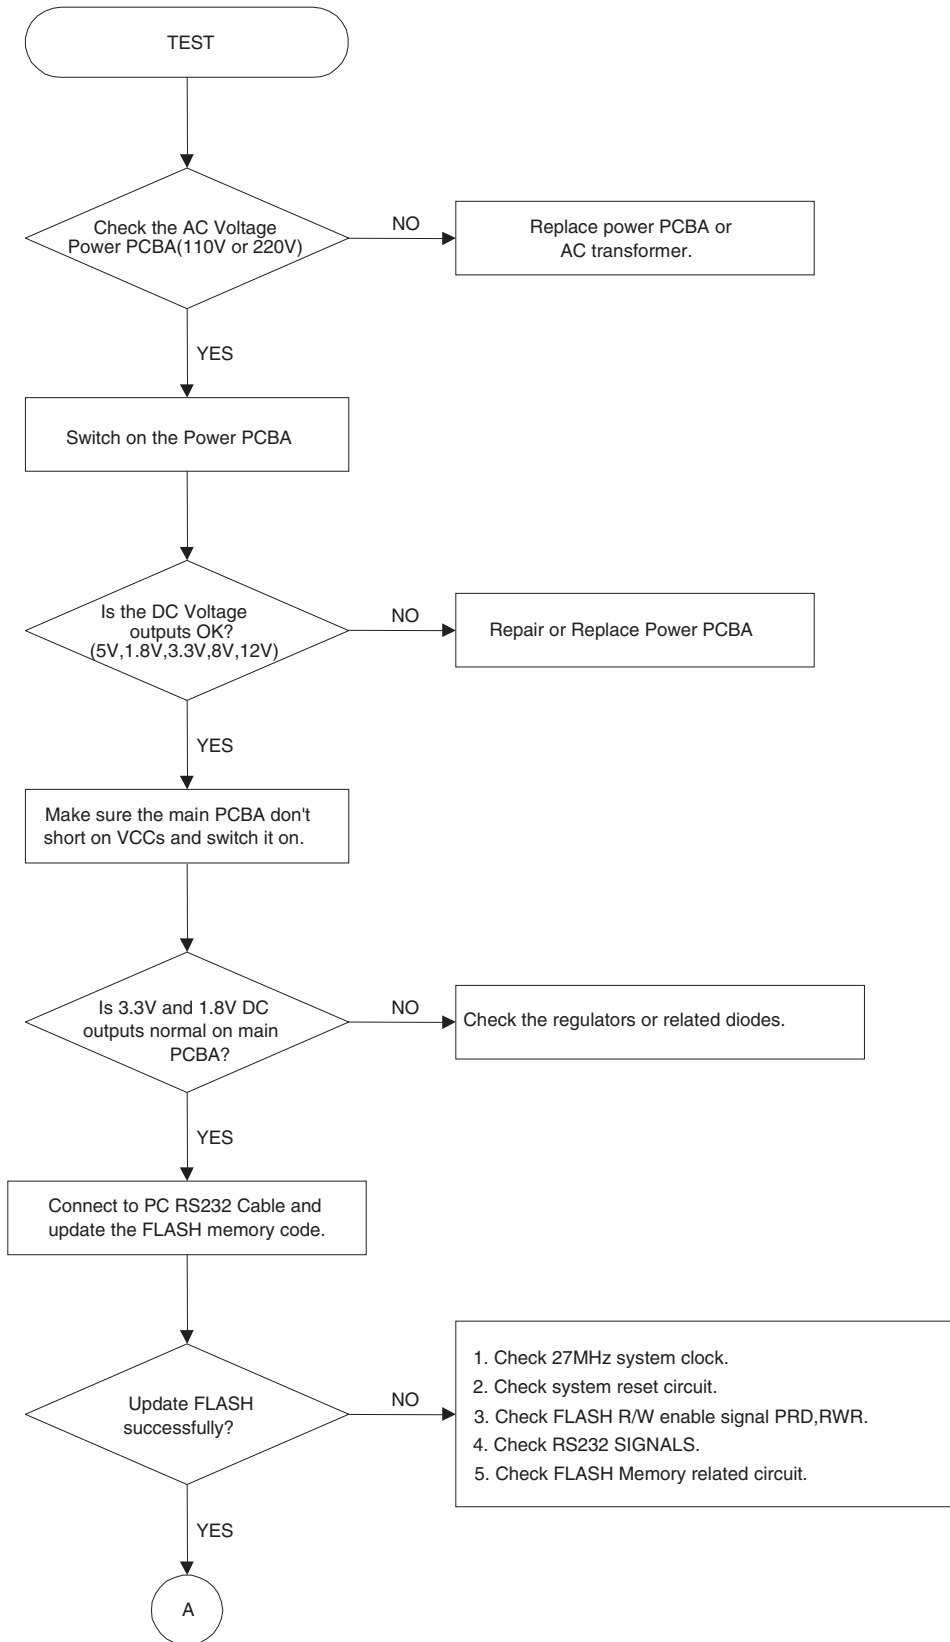 TEST
Check the AC Voltage
Power PCBA(110V or 220V)
NO
Replace power PCBA or
AC transformer.
YES
Switch on the Power PCBA
Is the DC Voltage
outputs OK?
(5V,1.8V,3.3V,8V,12V)
NO
Repair or Replace Power PCBA
YES
Make sure the main PCBA don't
short on VCCs and switch it on.
Is 3.3V and 1.8V DC
outputs normal on main
PCBA?
NO
Check the regulators or related diodes.
YES
Connect to PC RS232 Cable and
update the FLASH memory code.
Update FLASH
successfully?
NO
1. Check 27MHz system clock.
2. Check system reset circuit.
3. Check FLASH R/W enable signal PRD,RWR.
4. Check RS232 SIGNALS.
5. Check FLASH Memory related circuit.
YES
A